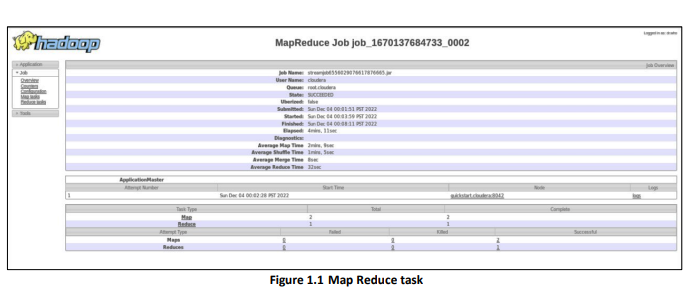 Logged in as: dr.who
hadoop MapReduce Job job_1670137684733_0002
Application
Job
Overview
Counters
Configuration
Map tasks
Reduce tasks
Tools
Job Overview
Job Name:
User Name: cloudera
Queue: root.cloudera
State: SUCCEEDED
Uberized: false
Submitted: Sun Dec 04 00:01:51 PST 2022
Started: Sun Dec 04 00:03:59 PST 2022
Finished: Sun Dec 04 00:08:11 PST 2022
Elapsed: 4mins, 11sec
Diagnostics:
Average Map Time 2mins, 9sec
Average Shuffle Time 1mins, 5sec
Average Merge Time 8sec
Average Reduce Time 32sec
ApplicationMaster
Attempt Number Start Time Node Logs
1 Sun Dec 04 00:02:28 PST 2022 quickstart.cloudera:8042 logs
Task Type Total Complete
Map 2 2
Reduce 1 1
Attempt Type Failed Killed Successful
Maps 0 0 2
Reduces 0 0 1
Figure 1.1 Map Reduce task